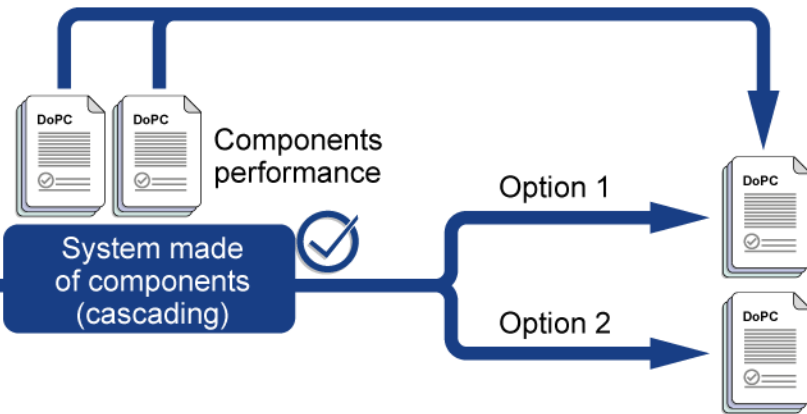 DoPC
DoPC
Components
performance
System made
of components
(cascading)
Option 1
DoPC
Option 2
DoPC